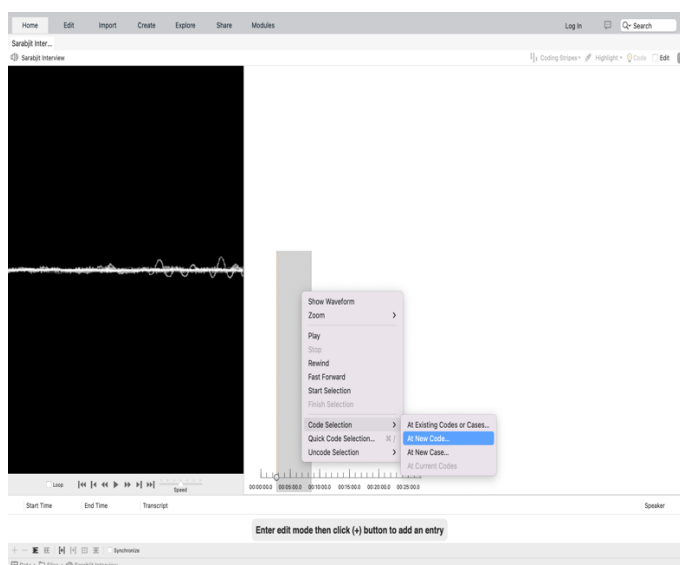 Home Edit Import Create Explore Share Modules Log In Search
Sarabjit Inter...
Sarabjit Interview Coding Stripes Highlight Code Edit
Show Waveform
Zoom
Play
Stop
Rewind
Fast Forward
Start Selection
Finish Selection
Code Selection
Quick Code Selection... ⌘ /
Uncode Selection
At Existing Codes or Cases...
At New Code...
At New Case...
At Current Codes
Loop Speed
00:00:00.0 00:05:00.0 00:10:00.0 00:15:00.0 00:20:00.0 00:25:00.0
Start Time End Time Transcript Speaker
Enter edit mode then click (+) button to add an entry
Synchronize